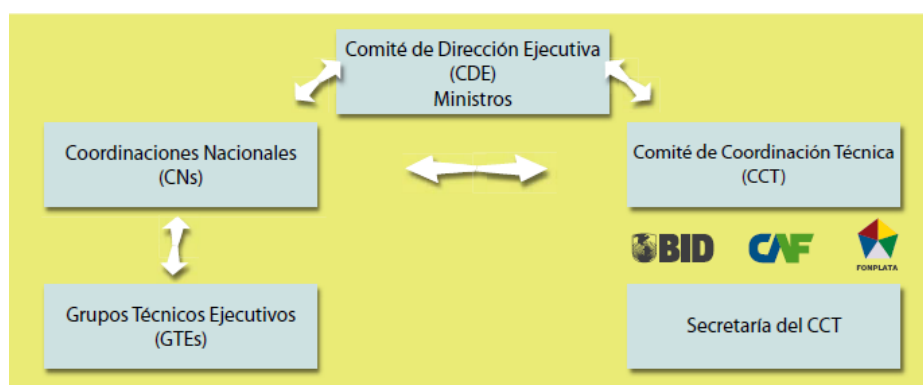 Comité de Dirección Ejecutiva
(CDE)
Ministros
Coordinaciones Nacionales
(CNs)
Comité de Coordinación Técnica
(CCT)
BID
CAF
FONPLATA
Grupos Técnicos Ejecutivos
(GTEs)
Secretaría del CCT